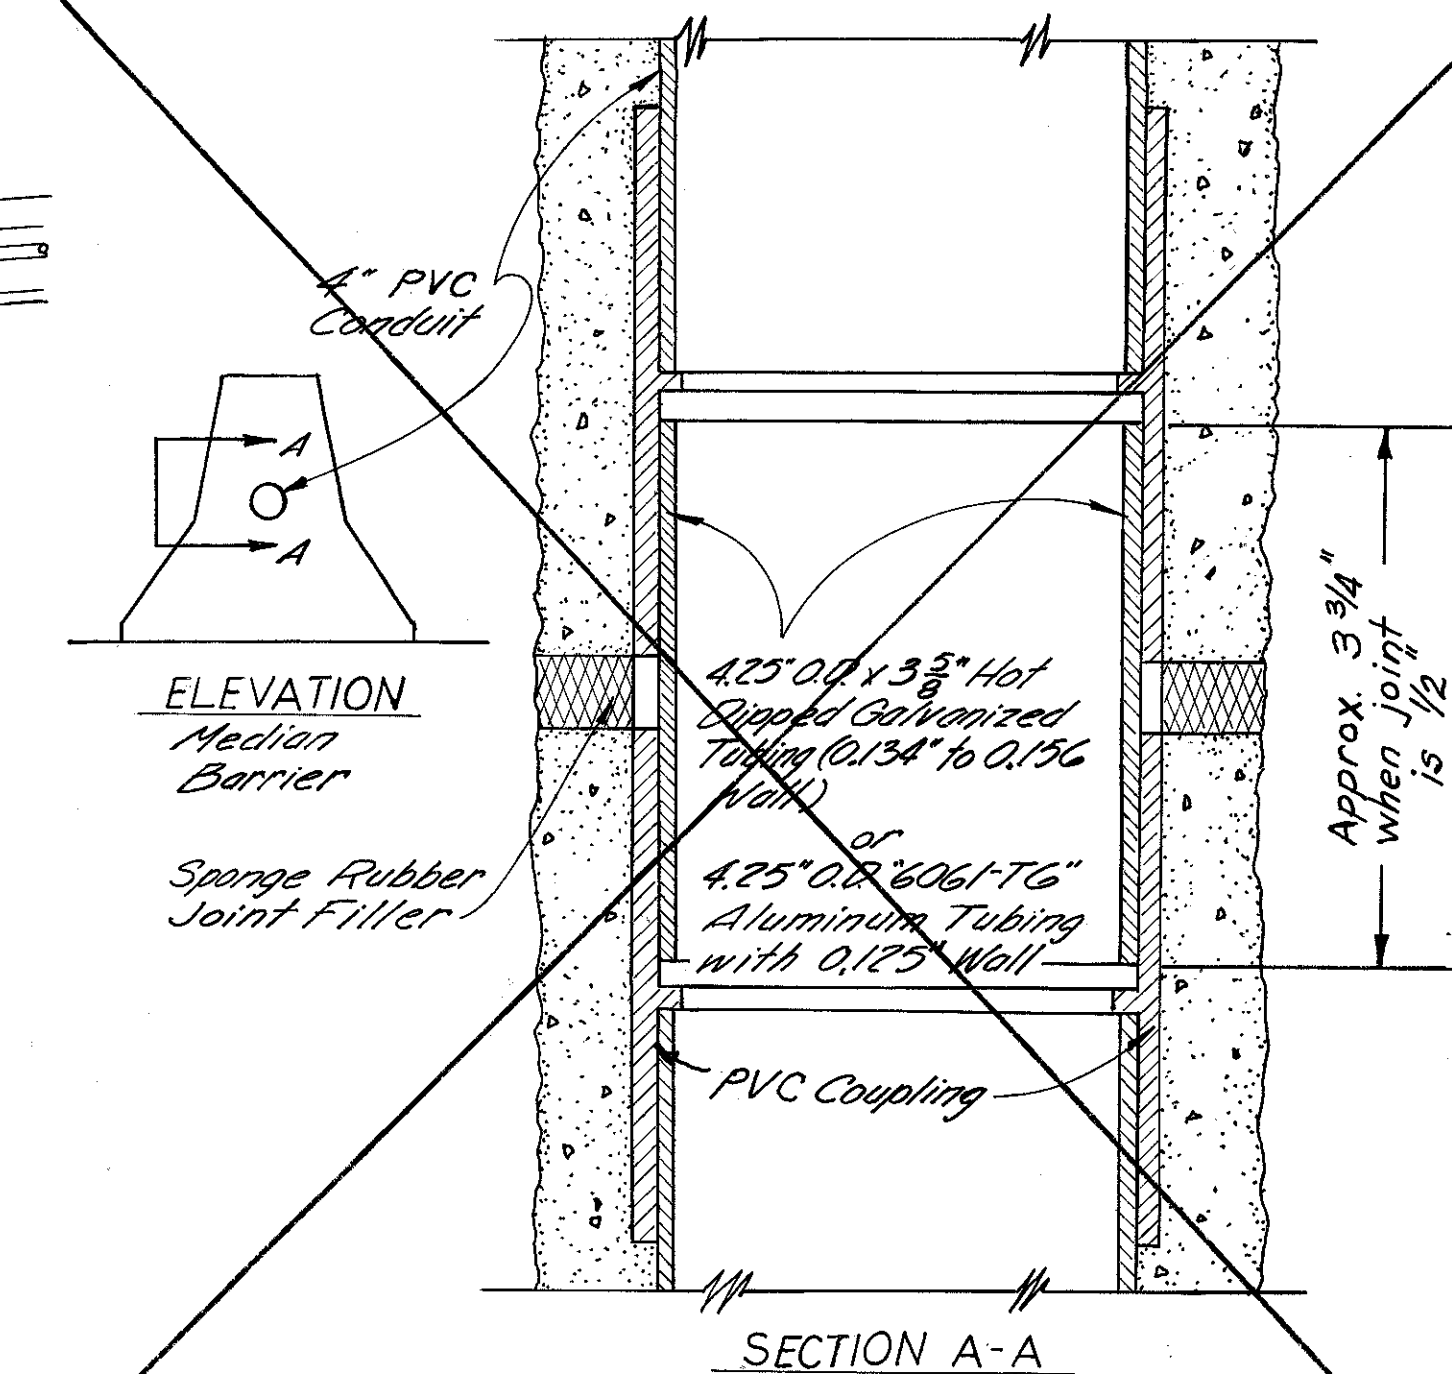 4" PVC
Conduit
A
A
ELEVATION
Median
Barrier
Sponge Rubber
Joint Filler
4.25" O.D. x 3 5/8" Hot
Dipped Galvanized
Tubing (0.134" to 0.156
Wall)
or
4.25" O.D. "6061-T6"
Aluminum Tubing
with 0.125" Wall
PVC Coupling
Approx. 3 3/4"
when joint
is 1/2"
SECTION A-A